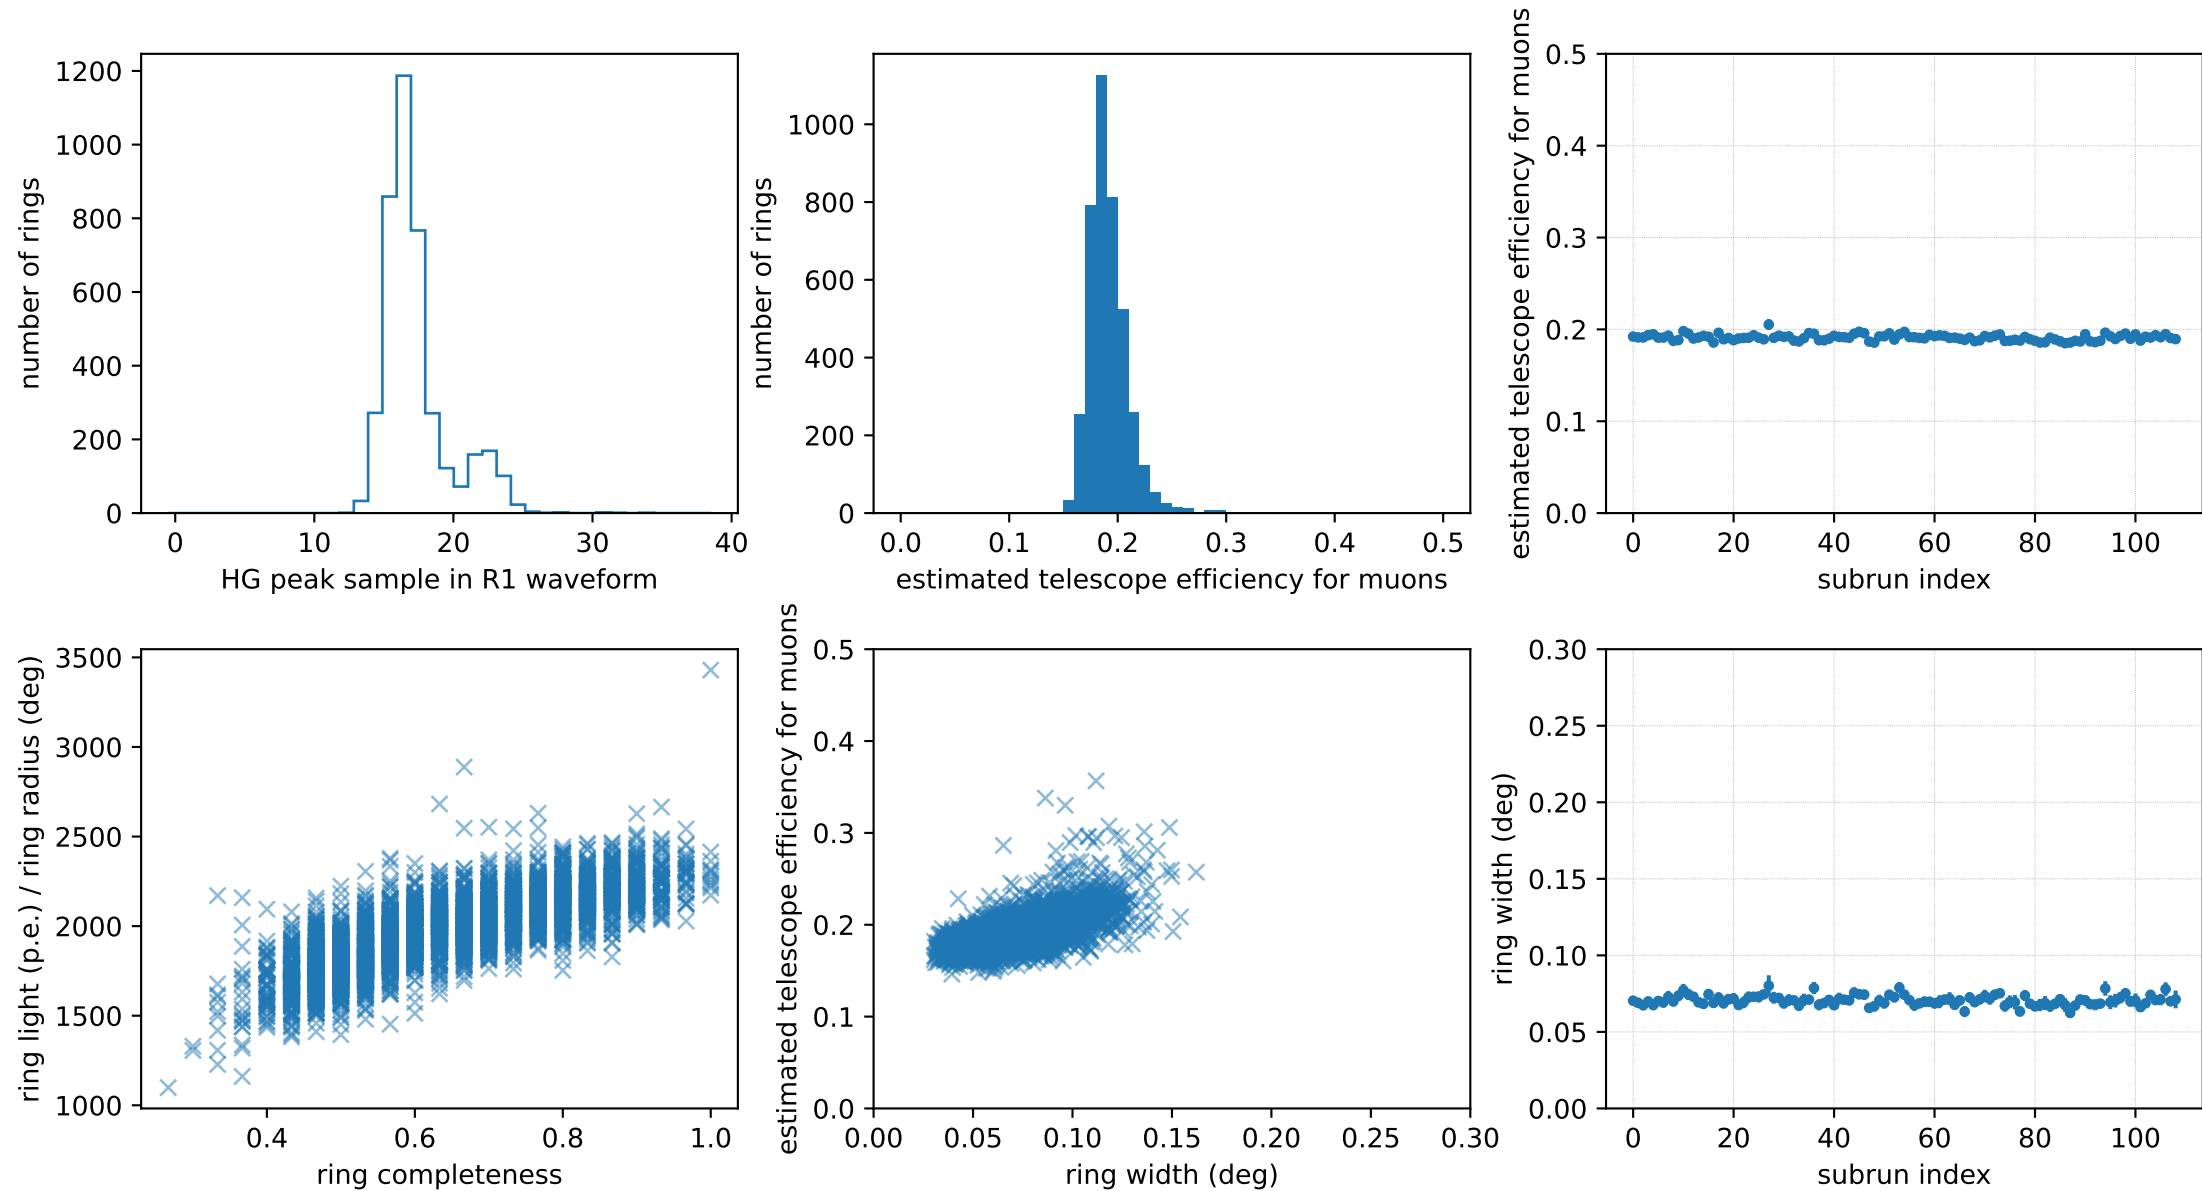 number of rings
1200
1000
800
600
400
200
0
0 10 20 30 40
HG peak sample in R1 waveform
number of rings
1000
800
600
400
200
0
0.0 0.1 0.2 0.3 0.4 0.5
estimated telescope efficiency for muons
estimated telescope efficiency for muons
0.5
0.4
0.3
0.2
0.1
0.0
0 20 40 60 80 100
subrun index
ring light (p.e.) / ring radius (deg)
3500
3000
2500
2000
1500
1000
0.4 0.6 0.8 1.0
ring completeness
estimated telescope efficiency for muons
0.5
0.4
0.3
0.2
0.1
0.0
0.00 0.05 0.10 0.15 0.20 0.25 0.30
ring width (deg)
ring width (deg)
0.30
0.25
0.20
0.15
0.10
0.05
0.00
0 20 40 60 80 100
subrun index